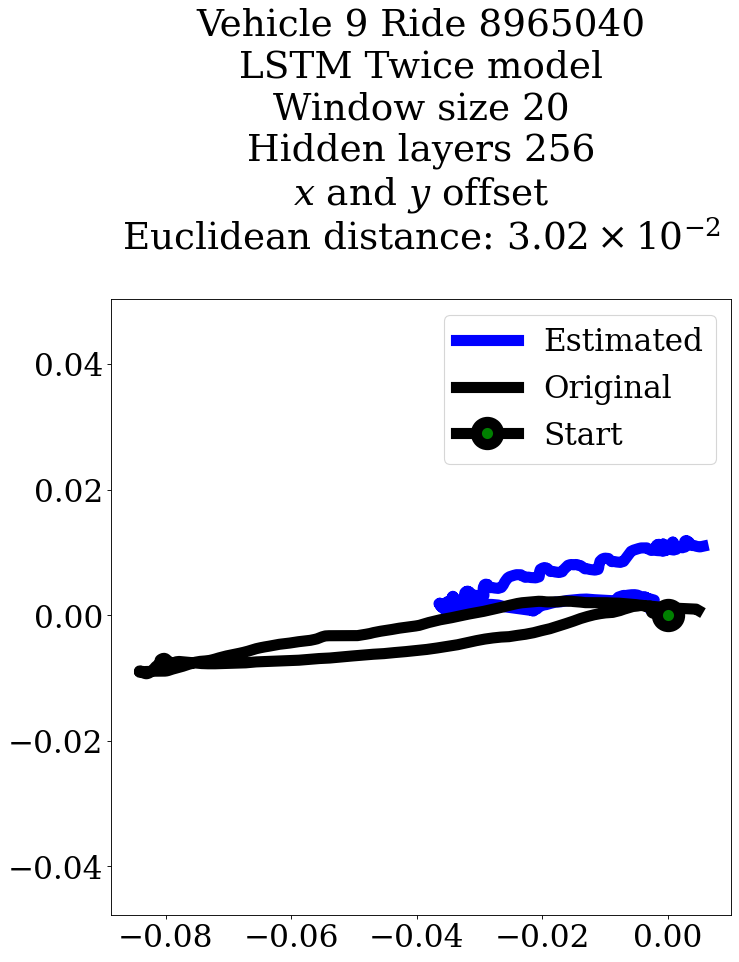 Vehicle 9 Ride 8965040
LSTM Twice model
Window size 20
Hidden layers 256
x and y offset
Euclidean distance: 3.02 × 10⁻²
Estimated
Original
Start
0.04
0.02
0.00
−0.02
−0.04
−0.08 −0.06 −0.04 −0.02 0.00